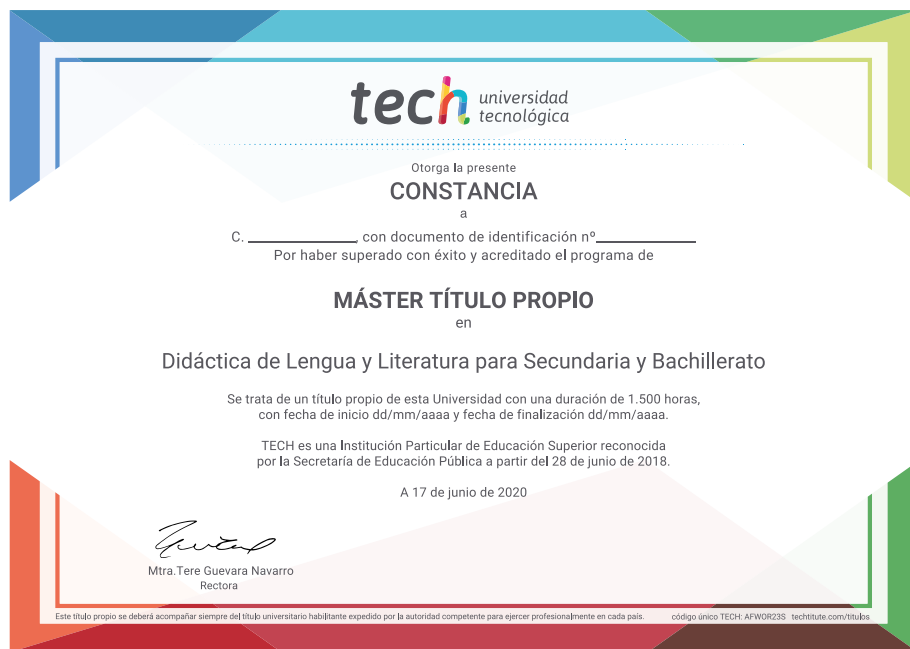 tech universidad
tecnológica
Otorga la presente
CONSTANCIA
a
C. ______________, con documento de identificación nº_____________
Por haber superado con éxito y acreditado el programa de
MÁSTER TÍTULO PROPIO
en
Didáctica de Lengua y Literatura para Secundaria y Bachillerato
Se trata de un título propio de esta Universidad con una duración de 1.500 horas,
con fecha de inicio dd/mm/aaaa y fecha de finalización dd/mm/aaaa.
TECH es una Institución Particular de Educación Superior reconocida
por la Secretaría de Educación Pública a partir del 28 de junio de 2018.
A 17 de junio de 2020
Mtra.Tere Guevara Navarro
Rectora
Este título propio se deberá acompañar siempre del título universitario habilitante expedido por la autoridad competente para ejercer profesionalmente en cada país. código único TECH: AFWOR23S techtitute.com/titulos